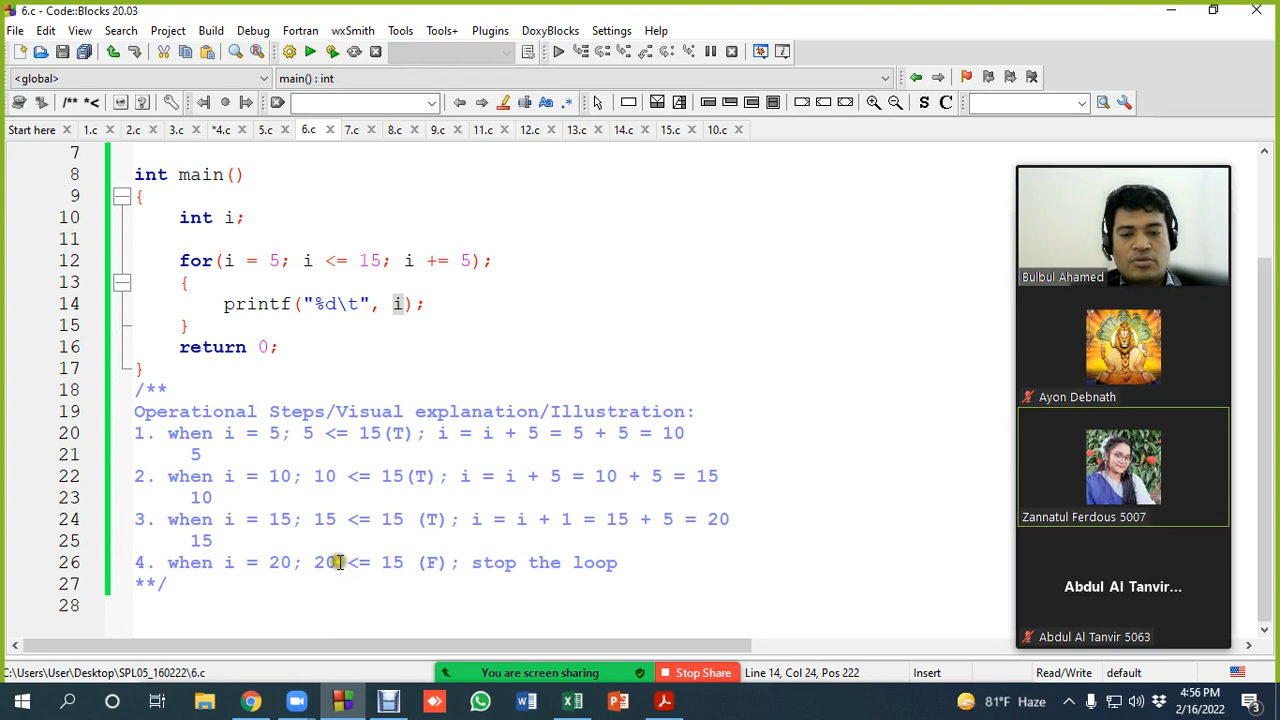 6.c - Code::Blocks 20.03
File Edit View Search Project Build Debug Fortran wxSmith Tools Tools+ Plugins DoxyBlocks Settings Help
<global> main() : int
/** *<
S C
Start here 1.c 2.c 3.c *4.c 5.c 6.c 7.c 8.c 9.c 11.c 12.c 13.c 14.c 15.c 10.c
7
8 int main()
9 {
10 int i;
11
12 for(i = 5; i <= 15; i += 5);
13 {
14 printf("%d\t", i);
15 }
16 return 0;
17 }
18 /**
19 Operational Steps/Visual explanation/Illustration:
20 1. when i = 5; 5 <= 15(T); i = i + 5 = 5 + 5 = 10
21 5
22 2. when i = 10; 10 <= 15(T); i = i + 5 = 10 + 5 = 15
23 10
24 3. when i = 15; 15 <= 15 (T); i = i + 1 = 15 + 5 = 20
25 15
26 4. when i = 20; 20 <= 15 (F); stop the loop
27 **/
28
Bulbul Ahamed
Ayon Debnath
Zannatul Ferdous 5007
Abdul Al Tanvir...
Abdul Al Tanvir 5063
C:\Users\User\Desktop\SPL05_160222\6.c
You are screen sharing
Stop Share
Line 14, Col 24, Pos 222 Insert Read/Write default
81°F Haze
4:56 PM
2/16/2022
3